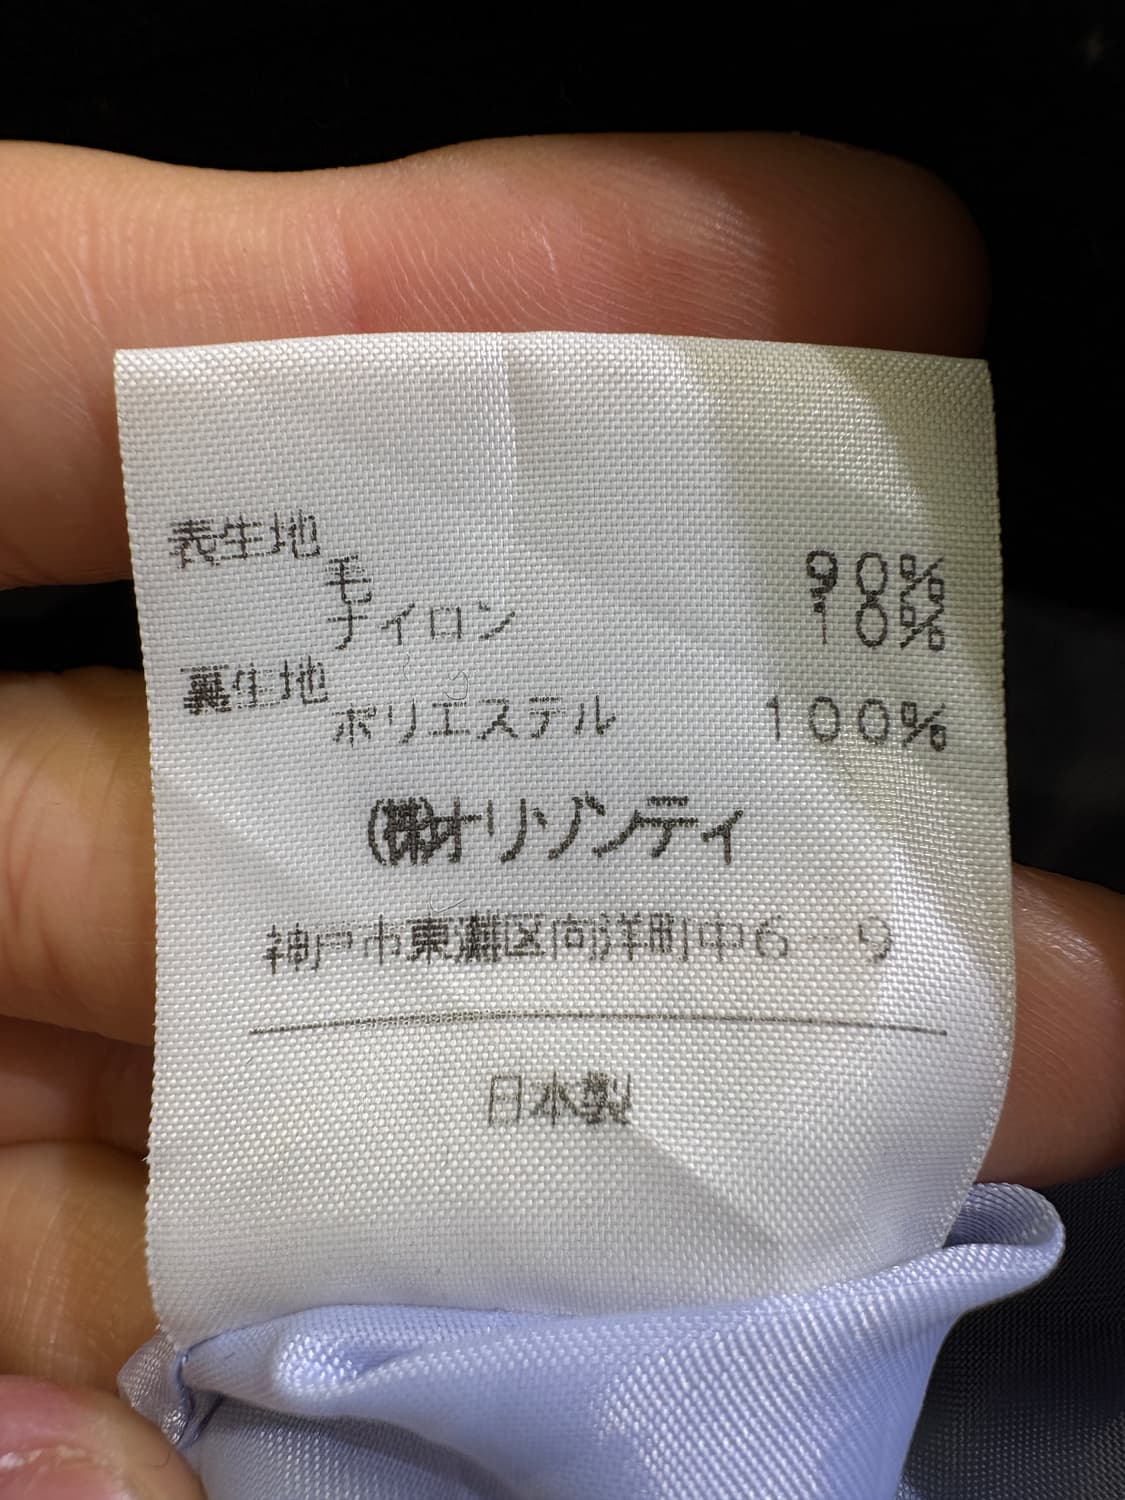 表生地
毛 90%
ナイロン 10%
裏生地
ポリエステル 100%
(株)オリゾンティ
神戸市東灘区向洋町中6-9
日本製